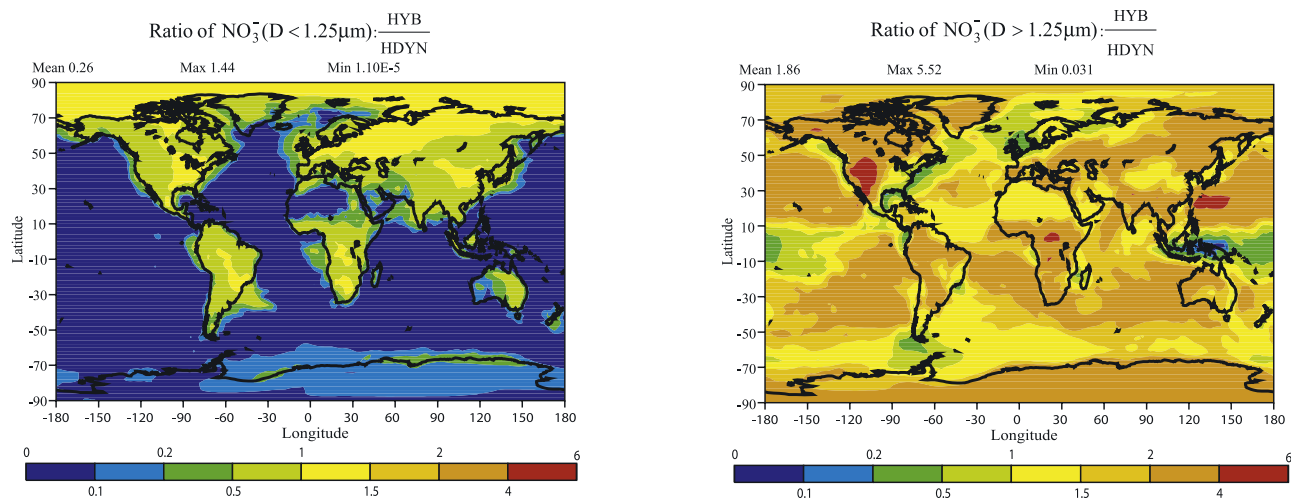 Ratio of NO₃⁻(D < 1.25µm): HYB/HDYN
Mean 0.26 Max 1.44 Min 1.10E-5
90
70
50
30
10
-10
-30
-50
-70
-90
Latitude
-180 -150 -120 -90 -60 -30 0 30 60 90 120 150 180
Longitude
0 0.2 1 2 6
0.1 0.5 1.5 4
Ratio of NO₃⁻(D > 1.25µm): HYB/HDYN
Mean 1.86 Max 5.52 Min 0.031
90
70
50
30
10
-10
-30
-50
-70
-90
Latitude
-180 -150 -120 -90 -60 -30 0 30 60 90 120 150 180
Longitude
0 0.2 1 2 6
0.1 0.5 1.5 4